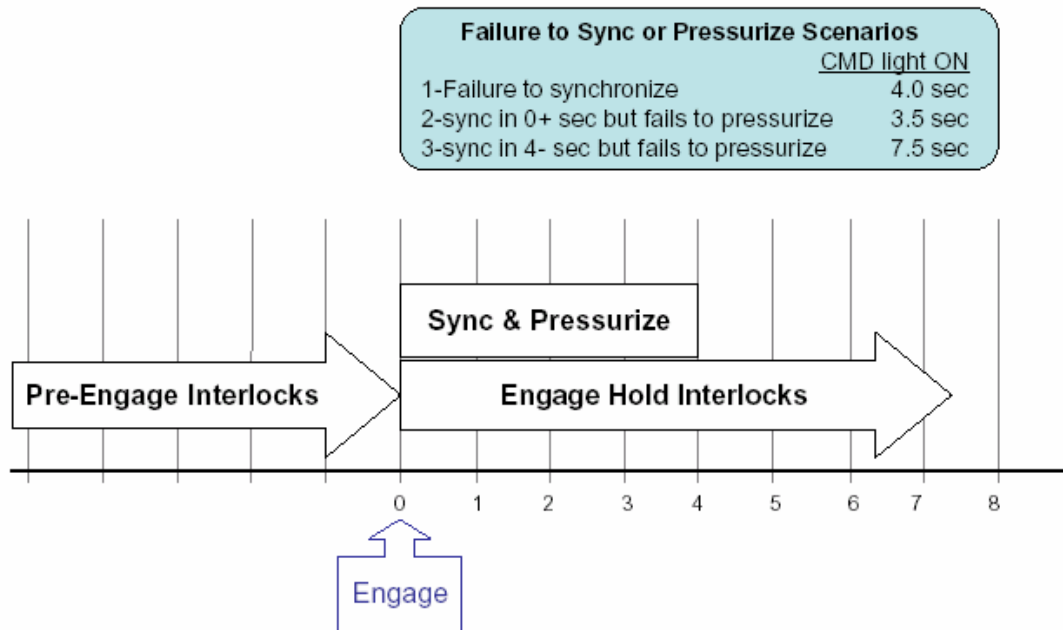 Failure to Sync or Pressurize Scenarios
CMD light ON
1-Failure to synchronize 4.0 sec
2-sync in 0+ sec but fails to pressurize 3.5 sec
3-sync in 4- sec but fails to pressurize 7.5 sec
Sync & Pressurize
Pre-Engage Interlocks
Engage Hold Interlocks
0 1 2 3 4 5 6 7 8
Engage